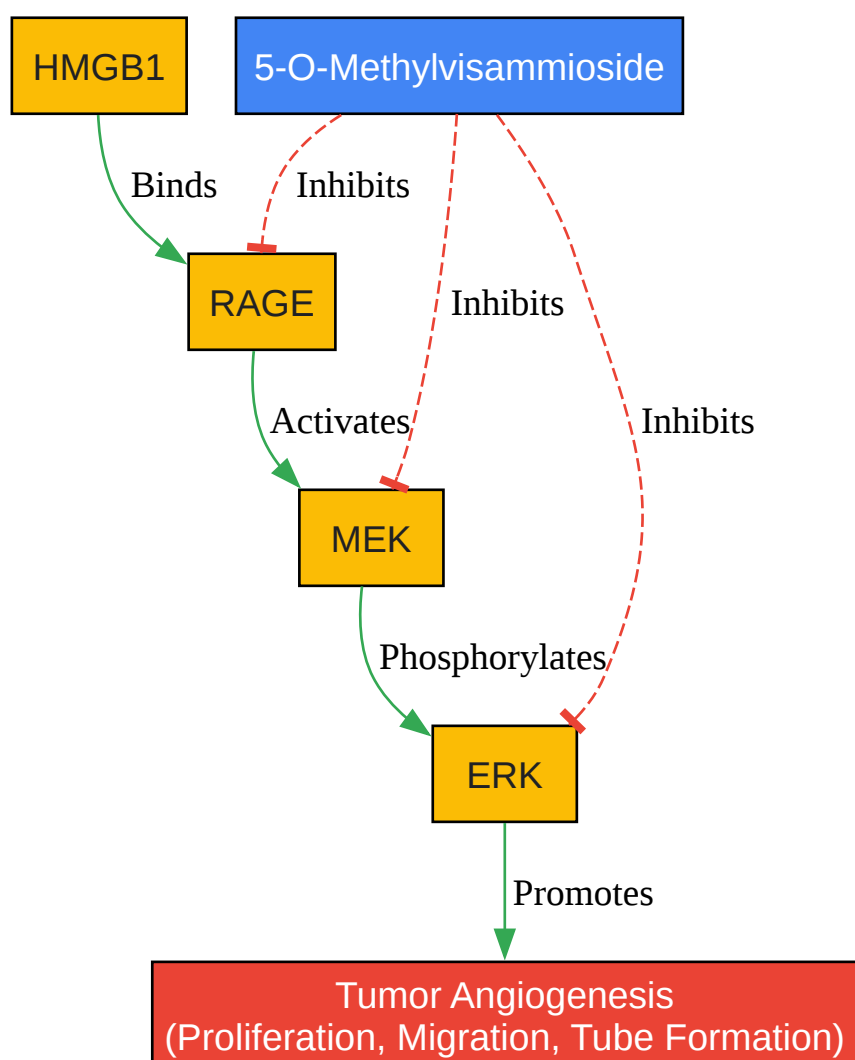 HMGB1
5-O-Methylvisammioside
Binds
Inhibits
RAGE
Inhibits
Activates
Inhibits
MEK
Phosphorylates
ERK
Promotes
Tumor Angiogenesis
(Proliferation, Migration, Tube Formation)